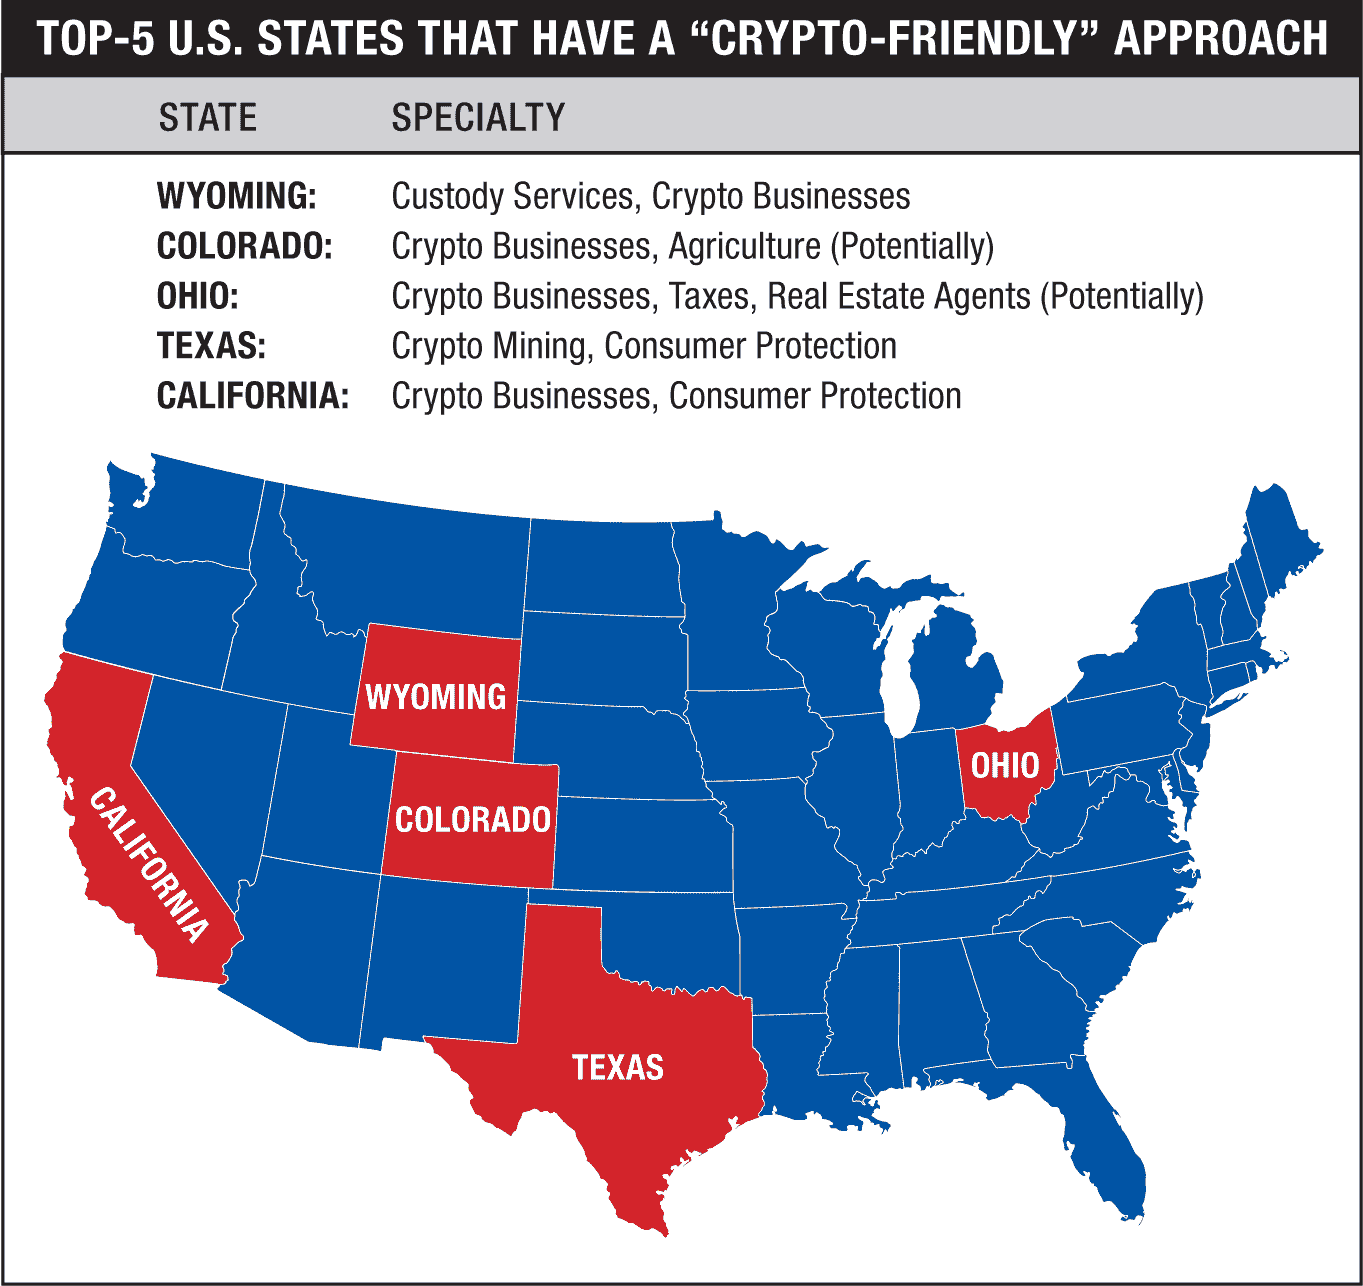 TOP-5 U.S. STATES THAT HAVE A “CRYPTO-FRIENDLY” APPROACH
STATE SPECIALTY
WYOMING: Custody Services, Crypto Businesses
COLORADO: Crypto Businesses, Agriculture (Potentially)
OHIO: Crypto Businesses, Taxes, Real Estate Agents (Potentially)
TEXAS: Crypto Mining, Consumer Protection
CALIFORNIA: Crypto Businesses, Consumer Protection
WYOMING
OHIO
COLORADO
CALIFORNIA
TEXAS